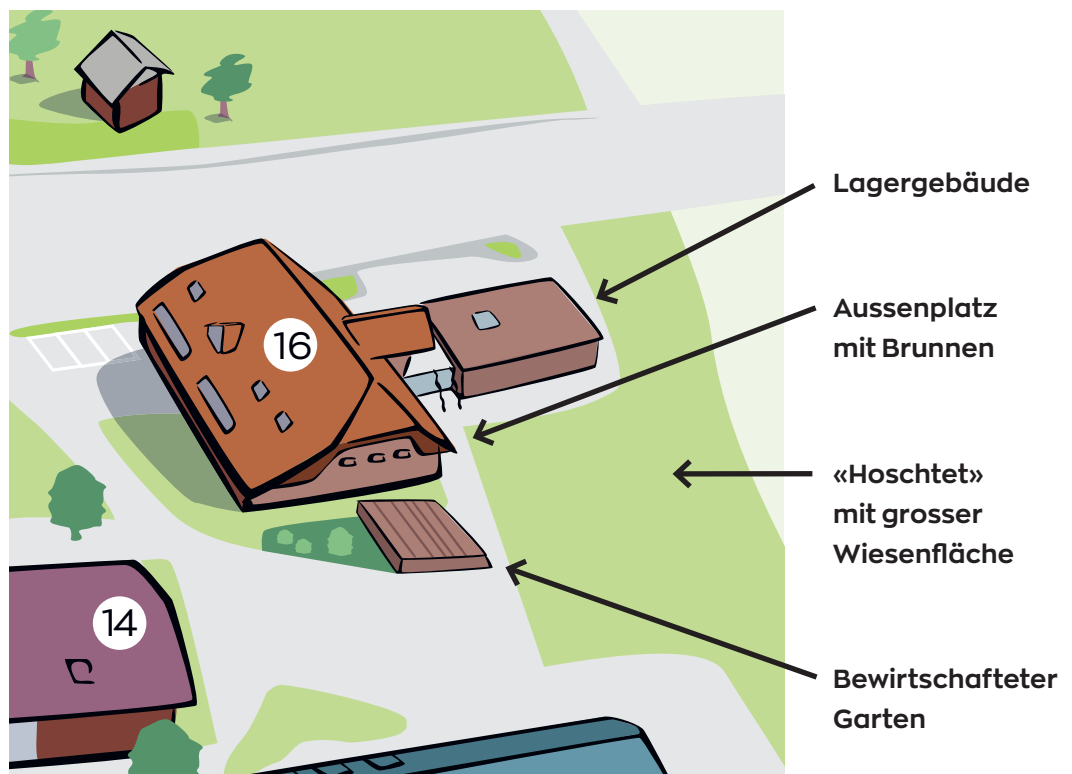 Lagergebäude
Aussenplatz
mit Brunnen
16
«Hoschtet»
mit grosser
Wiesenfläche
14
Bewirtschafteter
Garten